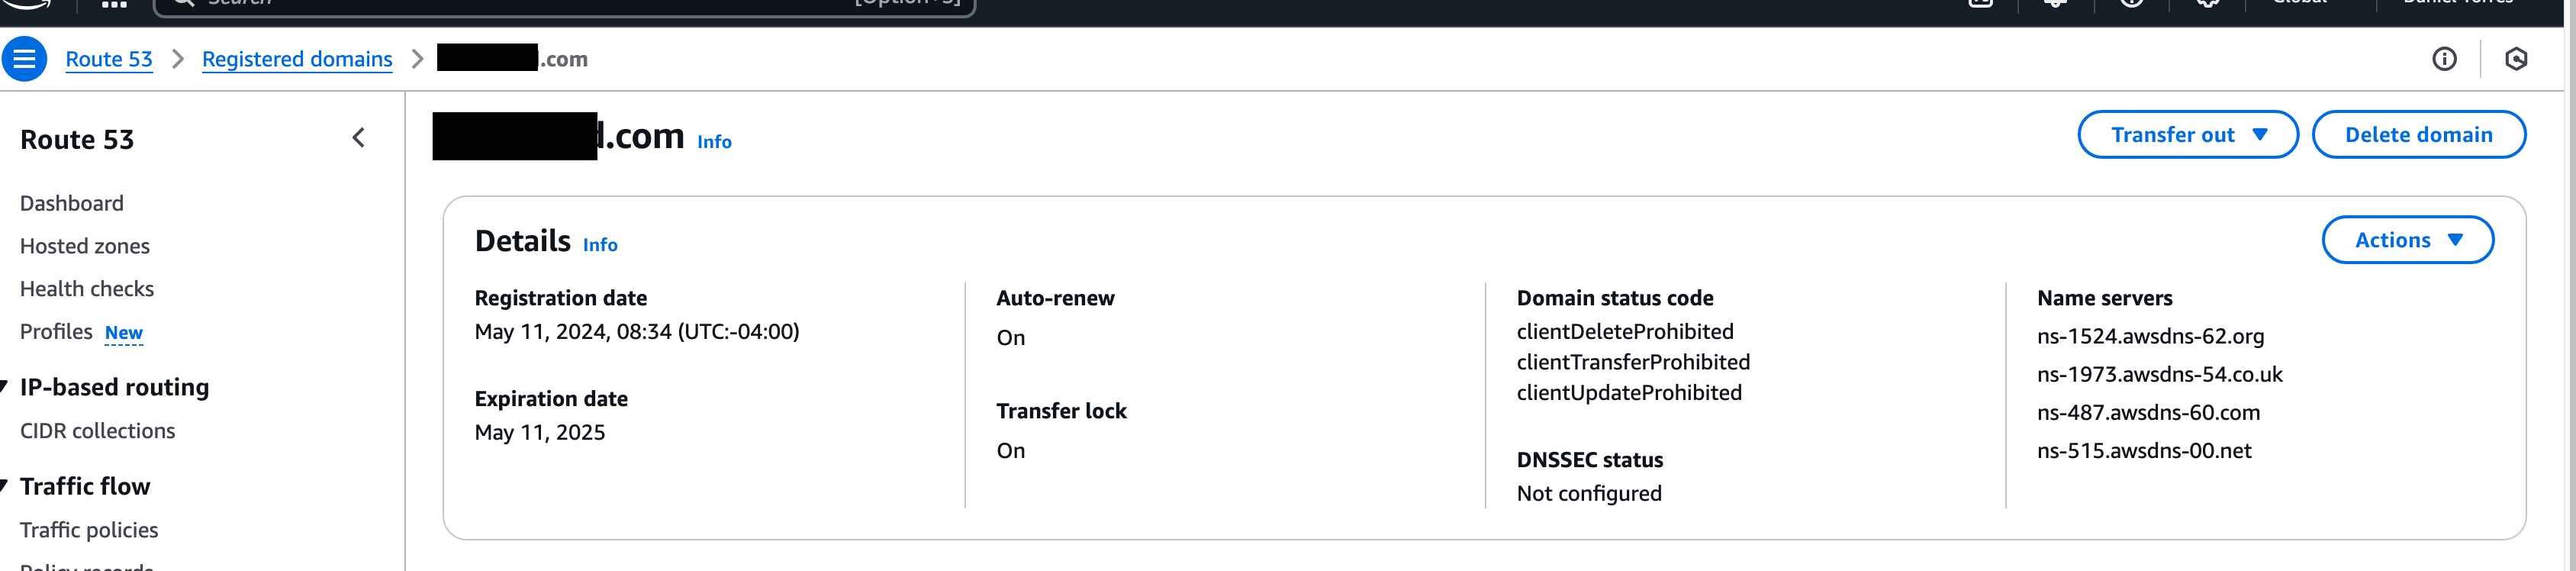 Search
[Option+S]
Global
Daniel Torres
Route 53
Registered domains
.com
Route 53
Dashboard
Hosted zones
Health checks
Profiles New
IP-based routing
CIDR collections
Traffic flow
Traffic policies
Policy records
d.com Info
Transfer out
Delete domain
Details Info
Actions
Registration date
May 11, 2024, 08:34 (UTC:-04:00)
Expiration date
May 11, 2025
Auto-renew
On
Transfer lock
On
Domain status code
clientDeleteProhibited
clientTransferProhibited
clientUpdateProhibited
DNSSEC status
Not configured
Name servers
ns-1524.awsdns-62.org
ns-1973.awsdns-54.co.uk
ns-487.awsdns-60.com
ns-515.awsdns-00.net